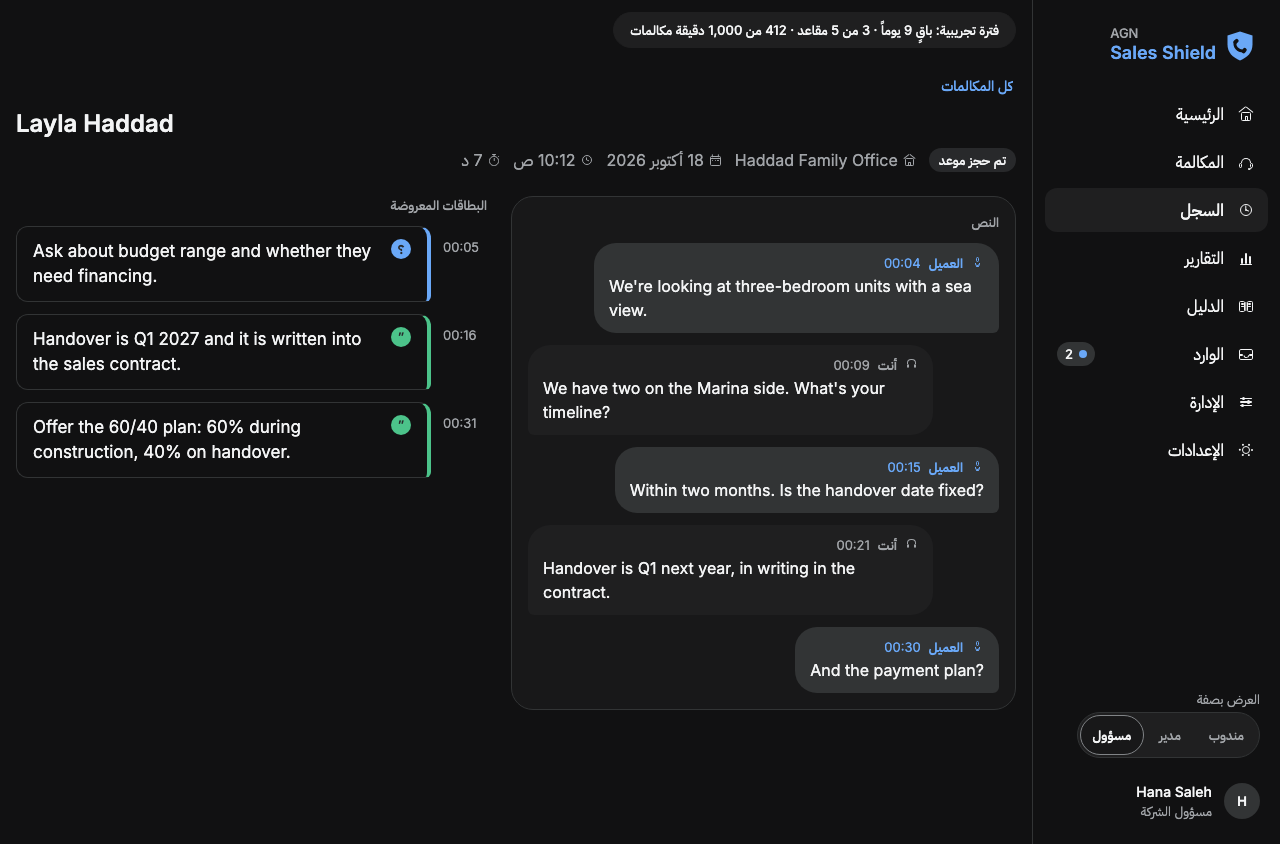 AGN
Sales Shield
الرئيسية
المكالمة
السجل
التقارير
الدليل
الوارد
2
الإدارة
الإعدادات
العرض بصفة
مندوب
مدير
مسؤول
H
Hana Saleh
مسؤول الشركة
فترة تجريبية: باقٍ 9 يوماً · 3 من 5 مقاعد · 412 من 1,000 دقيقة مكالمات
كل المكالمات
Layla Haddad
تم حجز موعد Haddad Family Office 18 أكتوبر 2026 10:12 ص 7 د
النص
العميل 00:04
We're looking at three-bedroom units with a sea
view.
أنت 00:09
We have two on the Marina side. What's your
timeline?
العميل 00:15
Within two months. Is the handover date fixed?
أنت 00:21
Handover is Q1 next year, in writing in the
contract.
العميل 00:30
And the payment plan?
البطاقات المعروضة
00:05
؟
Ask about budget range and whether they
need financing.
00:16
"
Handover is Q1 2027 and it is written into
the sales contract.
00:31
"
Offer the 60/40 plan: 60% during
construction, 40% on handover.